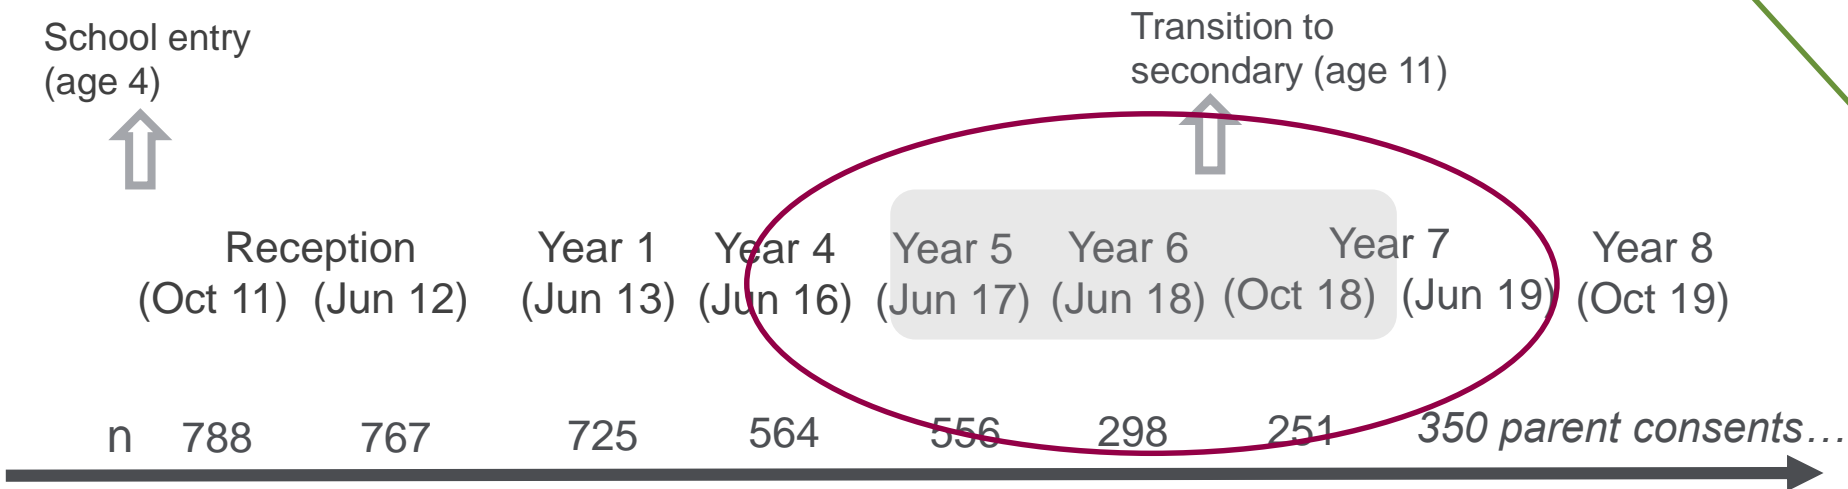 School entry
(age 4)
Transition to
secondary (age 11)
Reception Year 1 Year 4 Year 5 Year 6 Year 7 Year 8
(Oct 11) (Jun 12) (Jun 13) (Jun 16) (Jun 17) (Jun 18) (Oct 18) (Jun 19) (Oct 19)
n 788 767 725 564 556 298 251 350 parent consents…